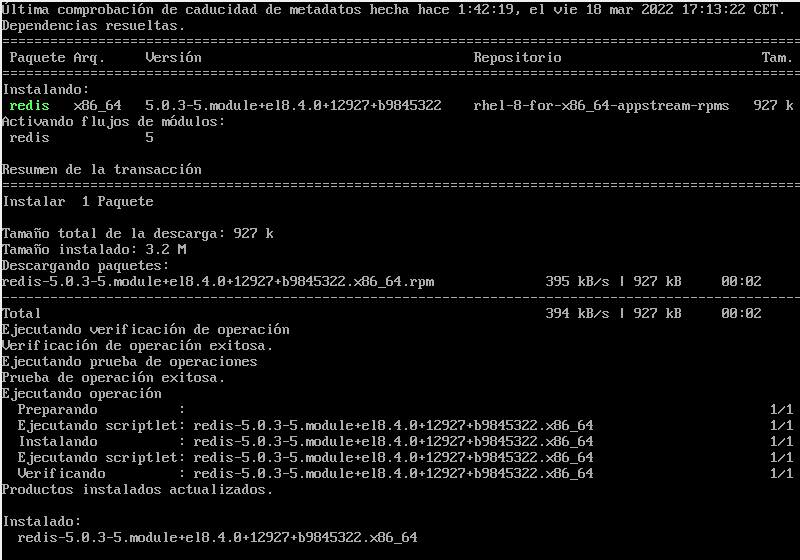 Última comprobación de caducidad de metadatos hecha hace 1:42:19, el vie 18 mar 2022 17:13:22 CET.
Dependencias resueltas.
================================================================================
Paquete Arq. Versión Repositorio Tam.
================================================================================
Instalando:
redis x86_64 5.0.3-5.module+el8.4.0+12927+b9845322 rhel-8-for-x86_64-appstream-rpms 927 k
Activando flujos de módulos:
redis 5
Resumen de la transacción
================================================================================
Instalar 1 Paquete
Tamaño total de la descarga: 927 k
Tamaño instalado: 3.2 M
Descargando paquetes:
redis-5.0.3-5.module+el8.4.0+12927+b9845322.x86_64.rpm 395 kB/s | 927 kB 00:02
--------------------------------------------------------------------------------
Total 394 kB/s | 927 kB 00:02
Ejecutando verificación de operación
Verificación de operación exitosa.
Ejecutando prueba de operaciones
Prueba de operación exitosa.
Ejecutando operación
Preparando : 1/1
Ejecutando scriptlet: redis-5.0.3-5.module+el8.4.0+12927+b9845322.x86_64 1/1
Instalando : redis-5.0.3-5.module+el8.4.0+12927+b9845322.x86_64 1/1
Ejecutando scriptlet: redis-5.0.3-5.module+el8.4.0+12927+b9845322.x86_64 1/1
Verificando : redis-5.0.3-5.module+el8.4.0+12927+b9845322.x86_64 1/1
Productos instalados actualizados.
Instalado:
redis-5.0.3-5.module+el8.4.0+12927+b9845322.x86_64